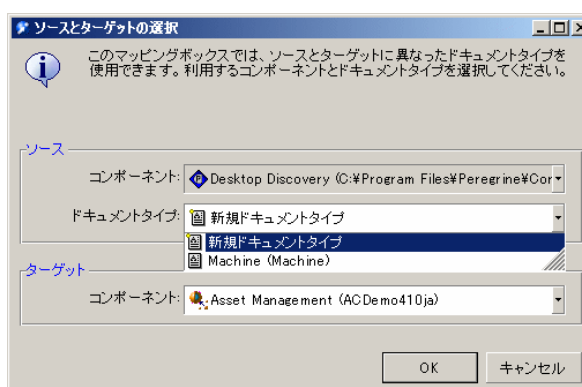 ソースとターゲットの選択
このマッピングボックスでは、ソースとターゲットに異なったドキュメントタイプを
使用できます。利用するコンポーネントとドキュメントタイプを選択してください。
ソース
コンポーネント: Desktop Discovery (C:¥Program Files¥Peregrine¥Cor
ドキュメントタイプ: 新規ドキュメントタイプ
新規ドキュメントタイプ
Machine (Machine)
ターゲット
コンポーネント: Asset Management (ACDemo410ja)
OK キャンセル